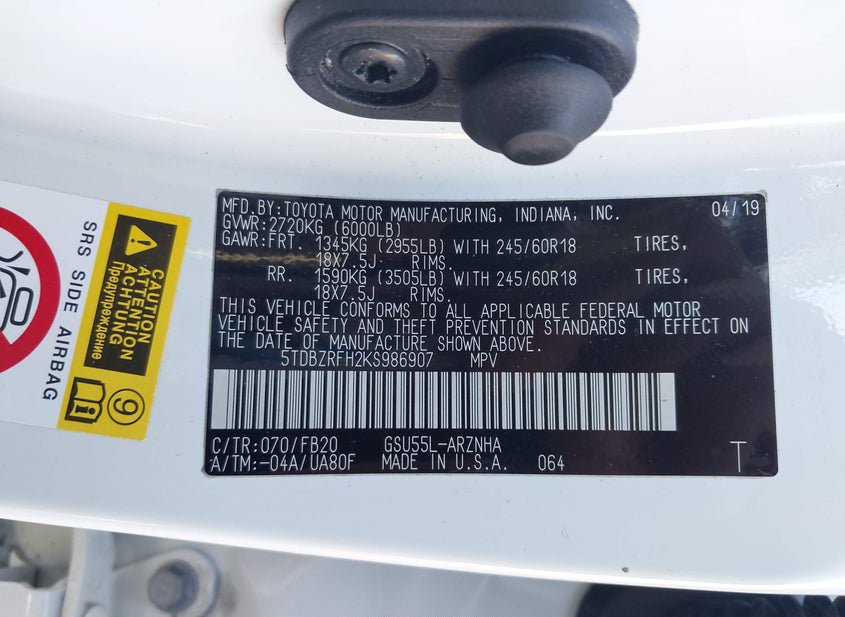 MFD.BY:TOYOTA MOTOR MANUFACTURING, INDIANA, INC. 04/19
GVWR:2720KG (6000LB)
GAWR:FRT. 1345KG (2955LB) WITH 245/60R18 TIRES,
18X7.5J RIMS.
RR. 1590KG (3505LB) WITH 245/60R18 TIRES,
18X7.5J RIMS.
THIS VEHICLE CONFORMS TO ALL APPLICABLE FEDERAL MOTOR
VEHICLE SAFETY AND THEFT PREVENTION STANDARDS IN EFFECT ON
THE DATE OF MANUFACTURE SHOWN ABOVE.
5TDBZRFH2KS986907 MPV
C/TR:070/FB20 GSU55L-ARZNHA
A/TM:-04A/UA80F MADE IN U.S.A. 064 T
SRS SIDE AIRBAG
CAUTION
ATTENTION
ACHTUNG
Предупреждение
9